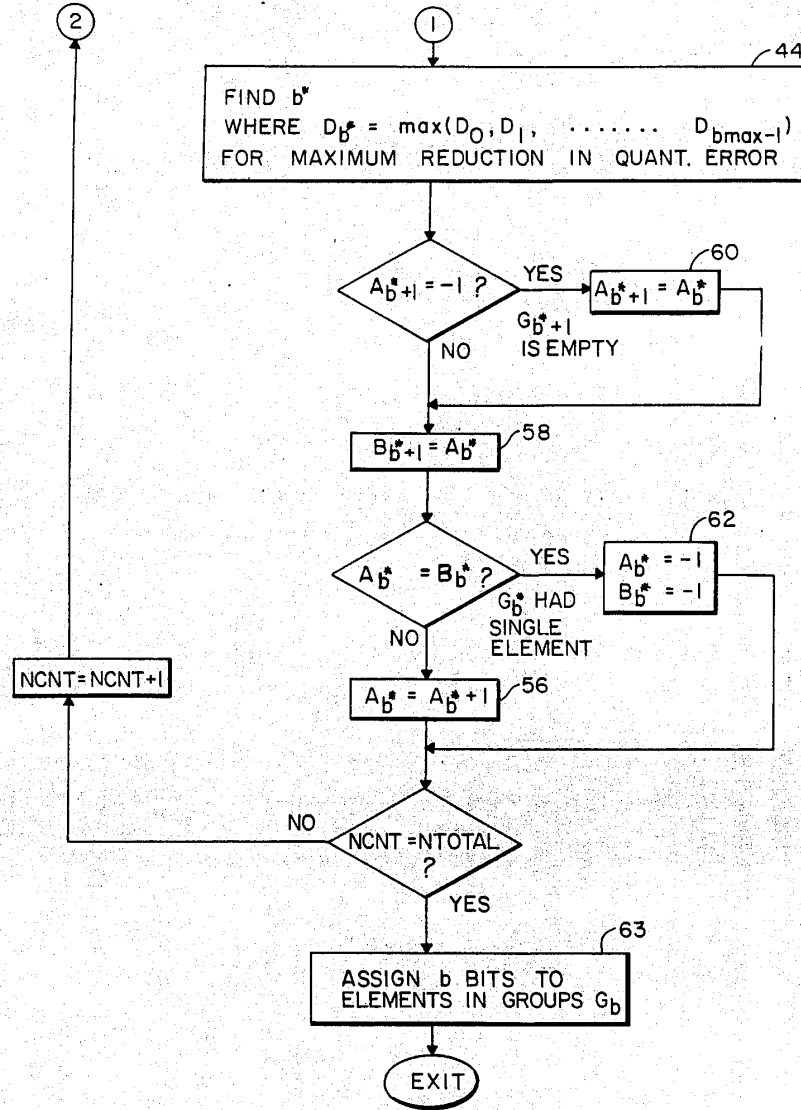 2
1
44
FIND b*
WHERE D_b* = max(D_0, D_1, ....... D_bmax-1)
FOR MAXIMUM REDUCTION IN QUANT. ERROR
60
A_b*+1 = -1 ?
YES
A_b*+1 = A_b*
G_b*+1
IS EMPTY
NO
58
B_b*+1 = A_b*
62
A_b* = B_b* ?
YES
A_b* = -1
B_b* = -1
G_b* HAD
SINGLE
ELEMENT
NO
NCNT=NCNT+1
A_b* = A_b*+1
56
NO
NCNT=NTOTAL
?
YES
63
ASSIGN b BITS TO
ELEMENTS IN GROUPS G_b
EXIT